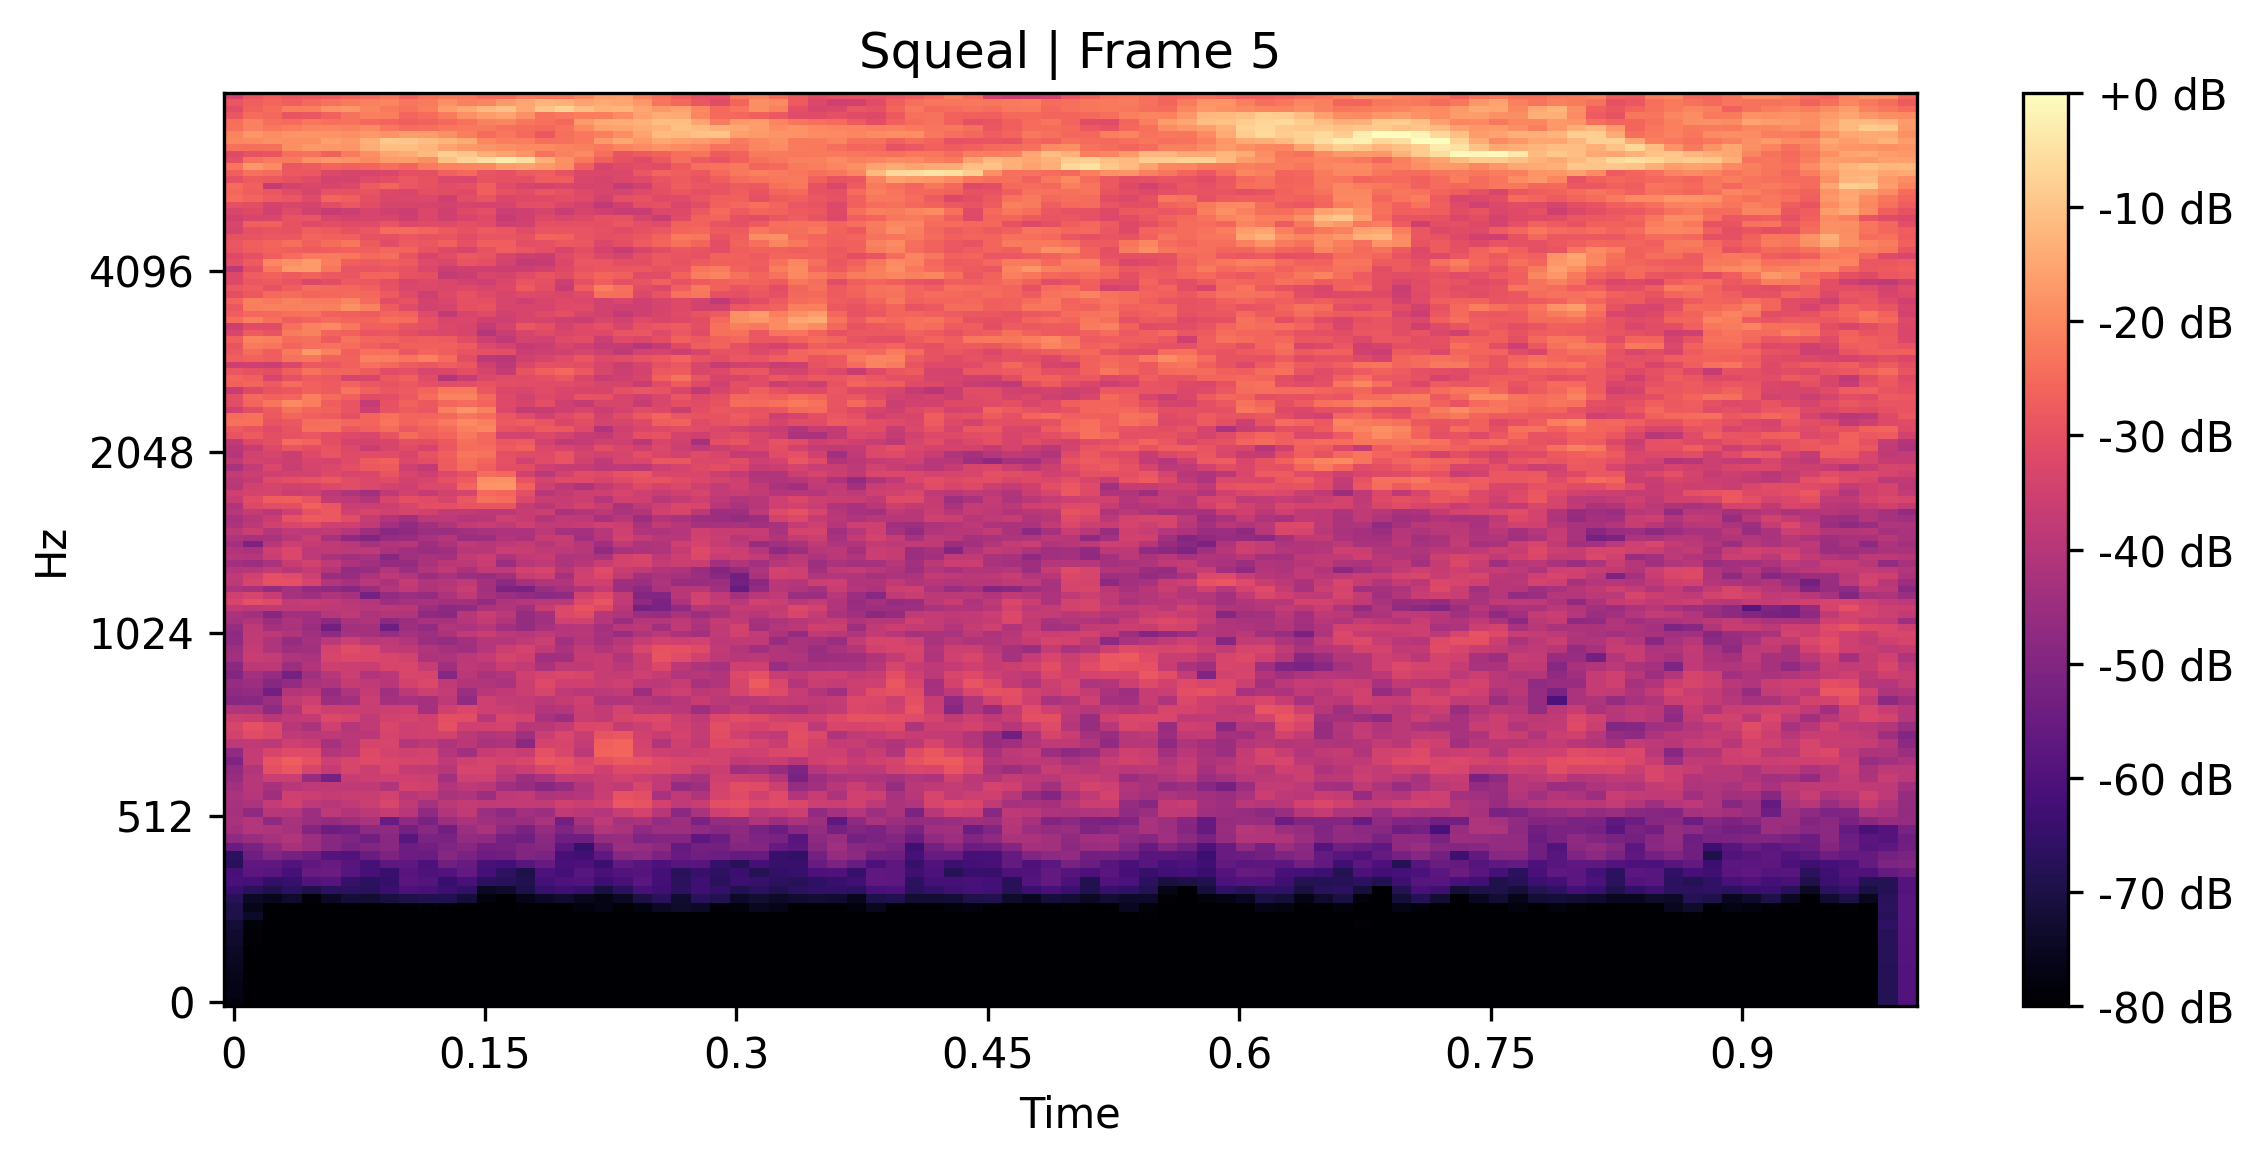 Squeal | Frame 5
Hz
4096
2048
1024
512
0
0 0.15 0.3 0.45 0.6 0.75 0.9
Time
+0 dB
-10 dB
-20 dB
-30 dB
-40 dB
-50 dB
-60 dB
-70 dB
-80 dB